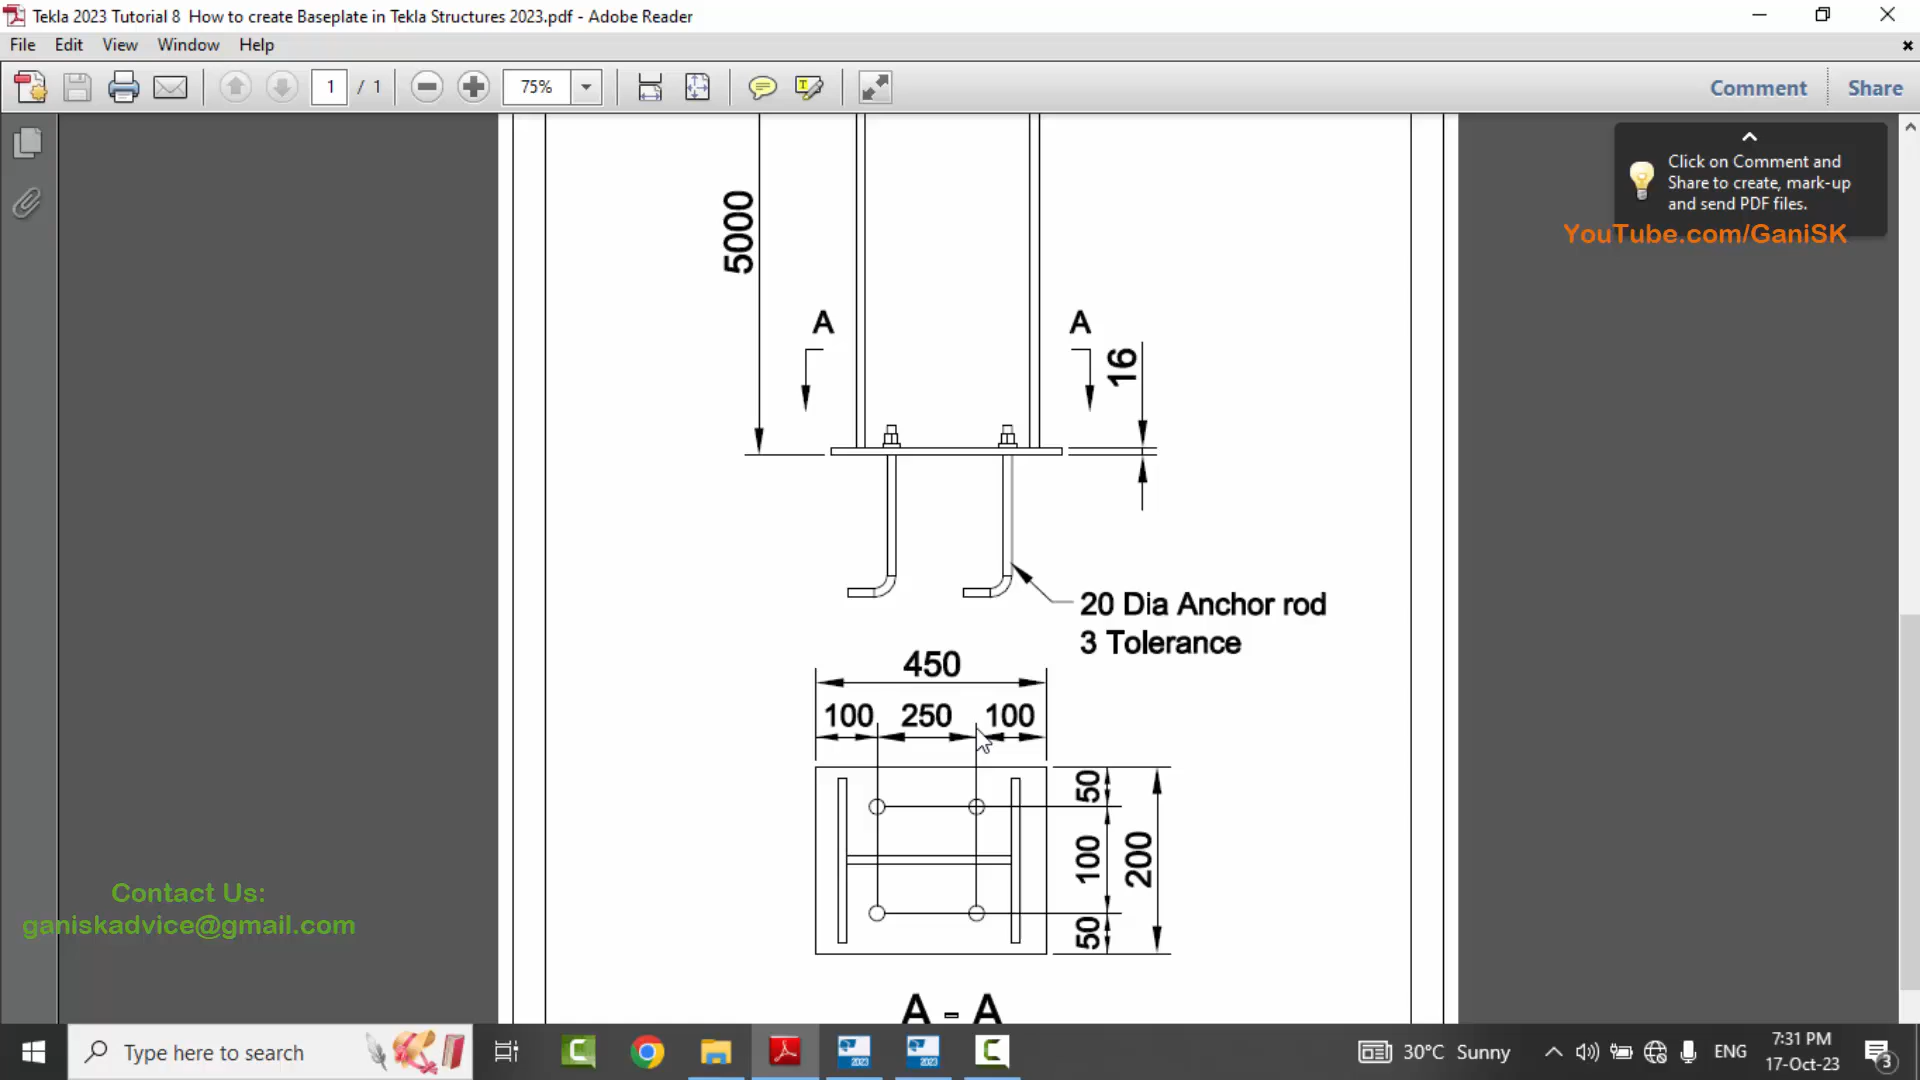 Tekla 2023 Tutorial 8  How to create Baseplate in Tekla Structures 2023.pdf - Adobe Reader
File Edit View Window Help
1 / 1 75% Comment Share
Click on Comment and
Share to create, mark-up
and send PDF files.
YouTube.com/GaniSK
5000
A A
16
20 Dia Anchor rod
3 Tolerance
450
100 250 100
50
100
200
50
A - A
Contact Us:
ganiskadvice@gmail.com
Type here to search
2023
2023
30°C Sunny
ENG
7:31 PM
17-Oct-23
3